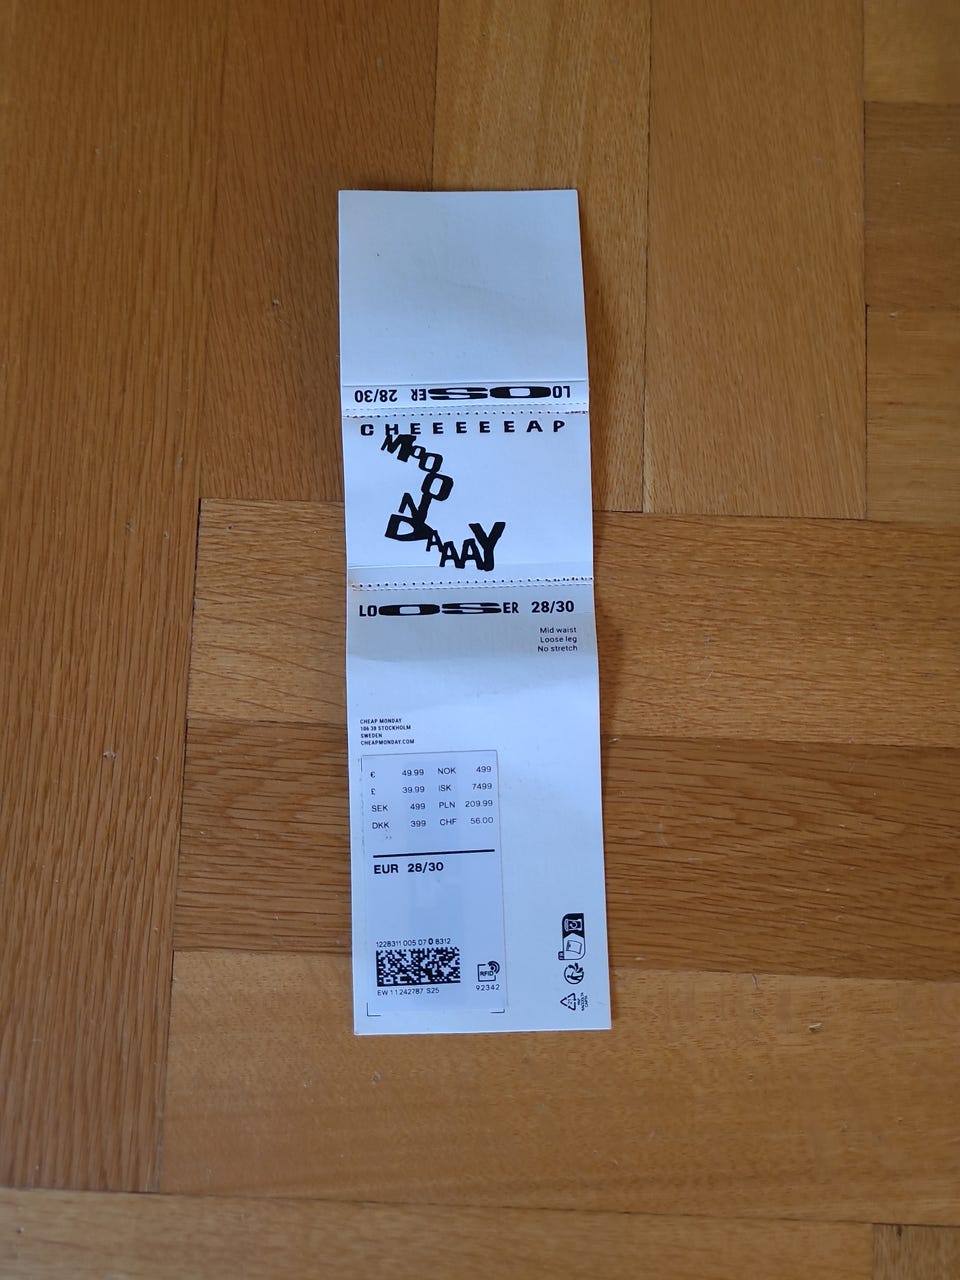 LOOSER 28/30
CHEEEEEAP
MOOONDAAAY
LOOSER 28/30
Mid waist
Loose leg
No stretch
CHEAP MONDAY
106 38 STOCKHOLM
SWEDEN
CHEAPMONDAY.COM
€ 49.99 NOK 499
£ 39.99 ISK 7499
SEK 499 PLN 209.99
DKK 399 CHF 56.00
EUR 28/30
1228311 005 07 0 8312
EW 11242787 S25
RFID
92342
21
PAP